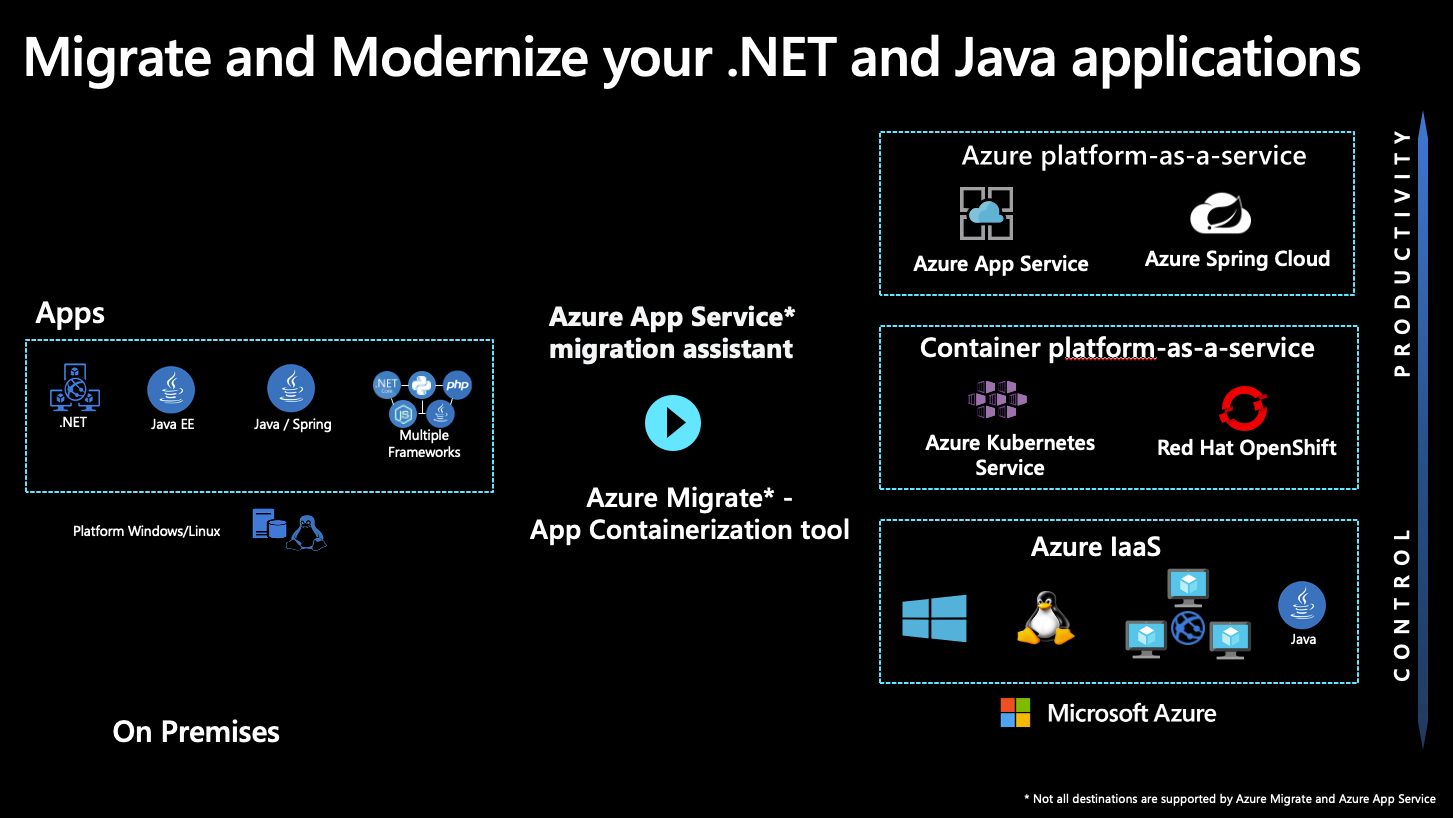 Migrate and Modernize your .NET and Java applications
Apps
.NET
Java EE
Java / Spring
.NET
Core
php
JS
Multiple
Frameworks
Platform Windows/Linux
On Premises
Azure App Service*
migration assistant
Azure Migrate* -
App Containerization tool
Azure platform-as-a-service
Azure App Service
Azure Spring Cloud
Container platform-as-a-service
Azure Kubernetes
Service
Red Hat OpenShift
Azure IaaS
Java
Microsoft Azure
PRODUCTIVITY
CONTROL
* Not all destinations are supported by Azure Migrate and Azure App Service